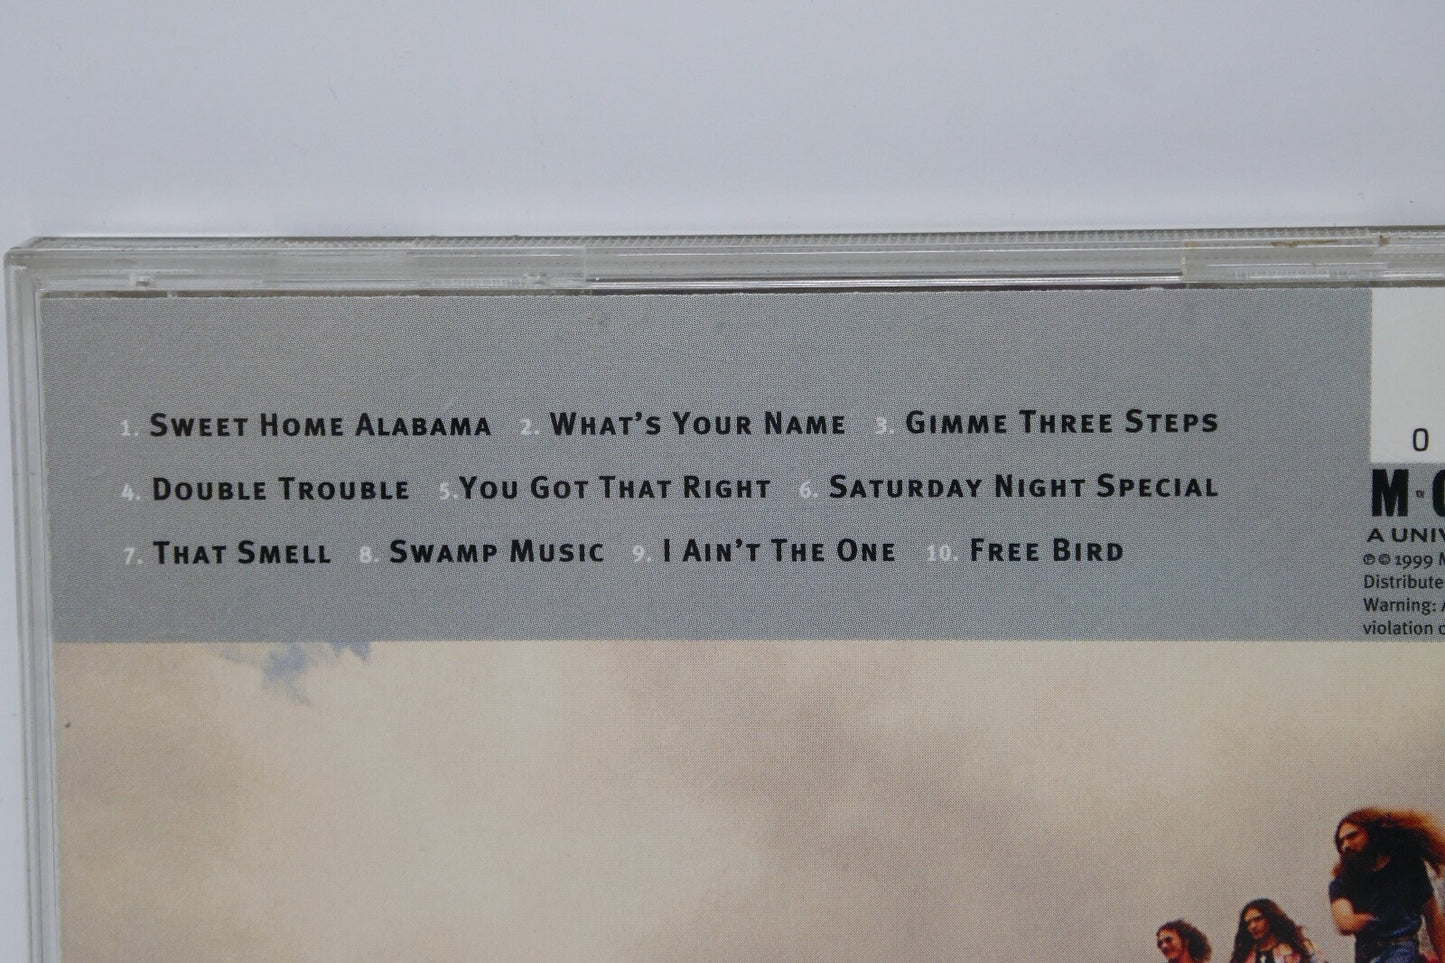 1. SWEET HOME ALABAMA 2. WHAT'S YOUR NAME 3. GIMME THREE STEPS
4. DOUBLE TROUBLE 5. YOU GOT THAT RIGHT 6. SATURDAY NIGHT SPECIAL
7. THAT SMELL 8. SWAMP MUSIC 9. I AIN'T THE ONE 10. FREE BIRD
0
M
A UNIV
℗ © 1999 M
Distribute
Warning: A
violation o